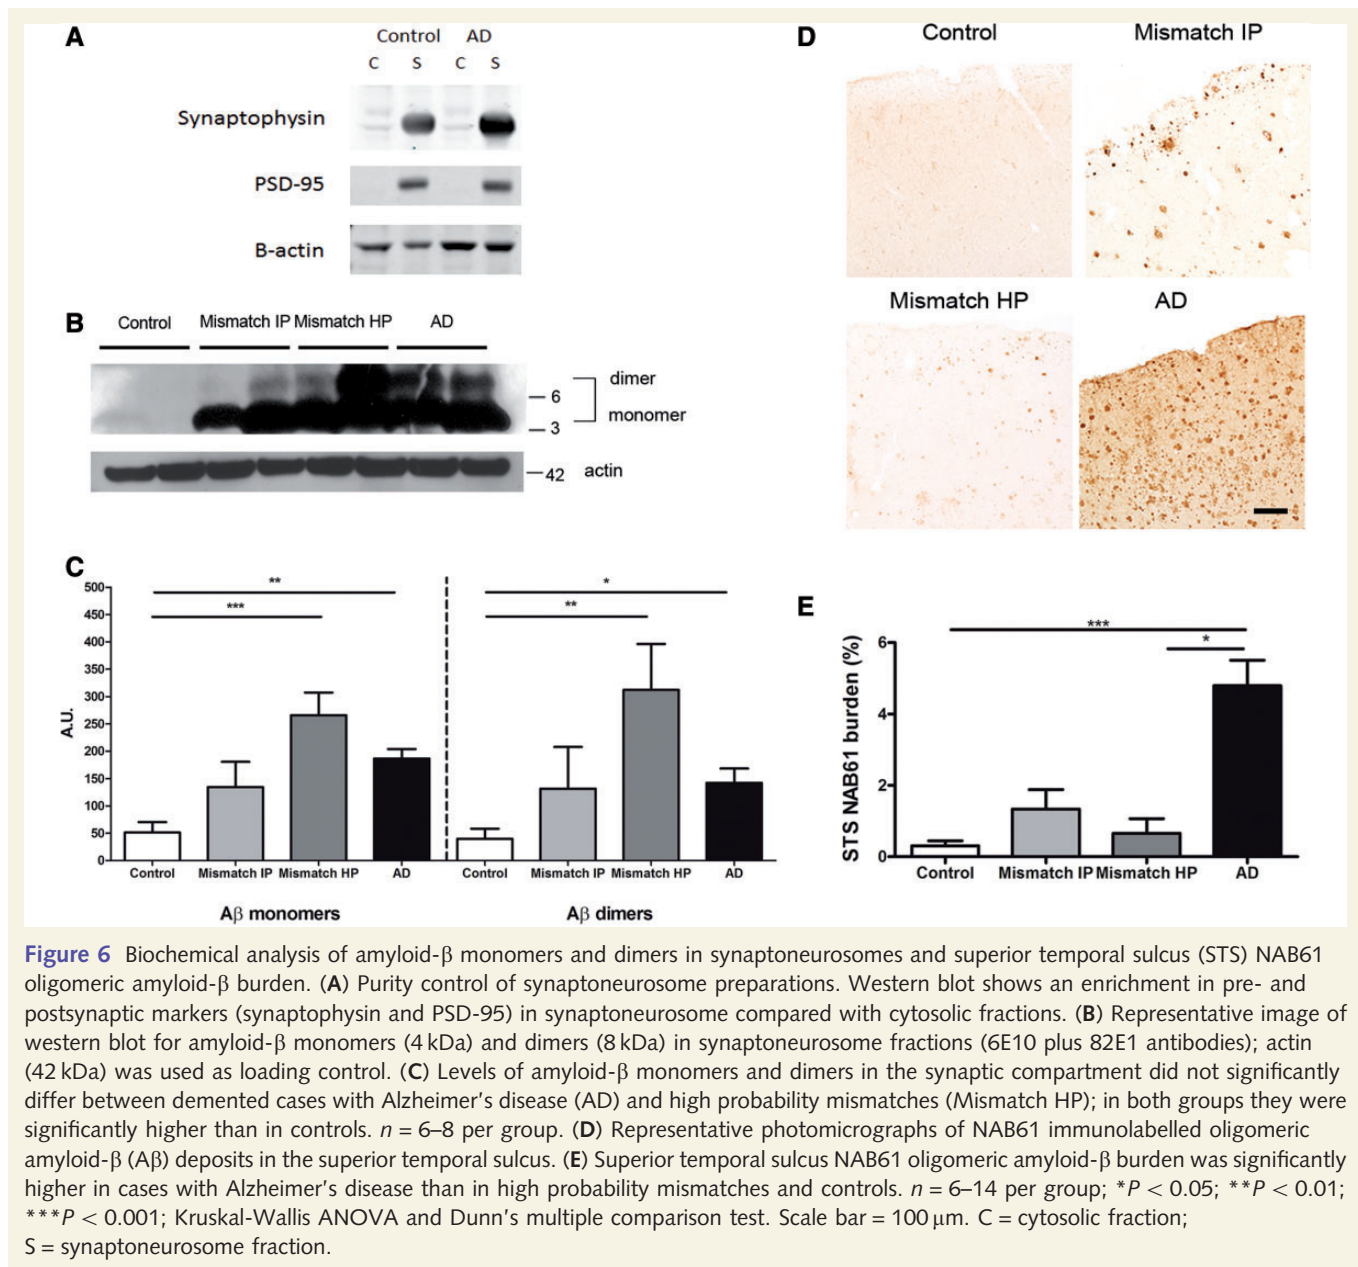 A
Control AD
C S C S
Synaptophysin
PSD-95
B-actin
B
Control Mismatch IP Mismatch HP AD
dimer
6
monomer
3
42 actin
C
** *
*** **
500
450
400
350
300
250
200
150
100
50
0
A.U.
Control Mismatch IP Mismatch HP AD Control Mismatch IP Mismatch HP AD
Aβ monomers Aβ dimers
D
Control Mismatch IP
Mismatch HP AD
E
***
*
6
4
2
0
STS NAB61 burden (%)
Control Mismatch IP Mismatch HP AD
Figure 6 Biochemical analysis of amyloid-β monomers and dimers in synaptoneurosomes and superior temporal sulcus (STS) NAB61
oligomeric amyloid-β burden. (A) Purity control of synaptoneurosome preparations. Western blot shows an enrichment in pre- and
postsynaptic markers (synaptophysin and PSD-95) in synaptoneurosome compared with cytosolic fractions. (B) Representative image of
western blot for amyloid-β monomers (4 kDa) and dimers (8 kDa) in synaptoneurosome fractions (6E10 plus 82E1 antibodies); actin
(42 kDa) was used as loading control. (C) Levels of amyloid-β monomers and dimers in the synaptic compartment did not significantly
differ between demented cases with Alzheimer's disease (AD) and high probability mismatches (Mismatch HP); in both groups they were
significantly higher than in controls. n = 6–8 per group. (D) Representative photomicrographs of NAB61 immunolabelled oligomeric
amyloid-β (Aβ) deposits in the superior temporal sulcus. (E) Superior temporal sulcus NAB61 oligomeric amyloid-β burden was significantly
higher in cases with Alzheimer's disease than in high probability mismatches and controls. n = 6–14 per group; *P < 0.05; **P < 0.01;
***P < 0.001; Kruskal-Wallis ANOVA and Dunn's multiple comparison test. Scale bar = 100 μm. C = cytosolic fraction;
S = synaptoneurosome fraction.